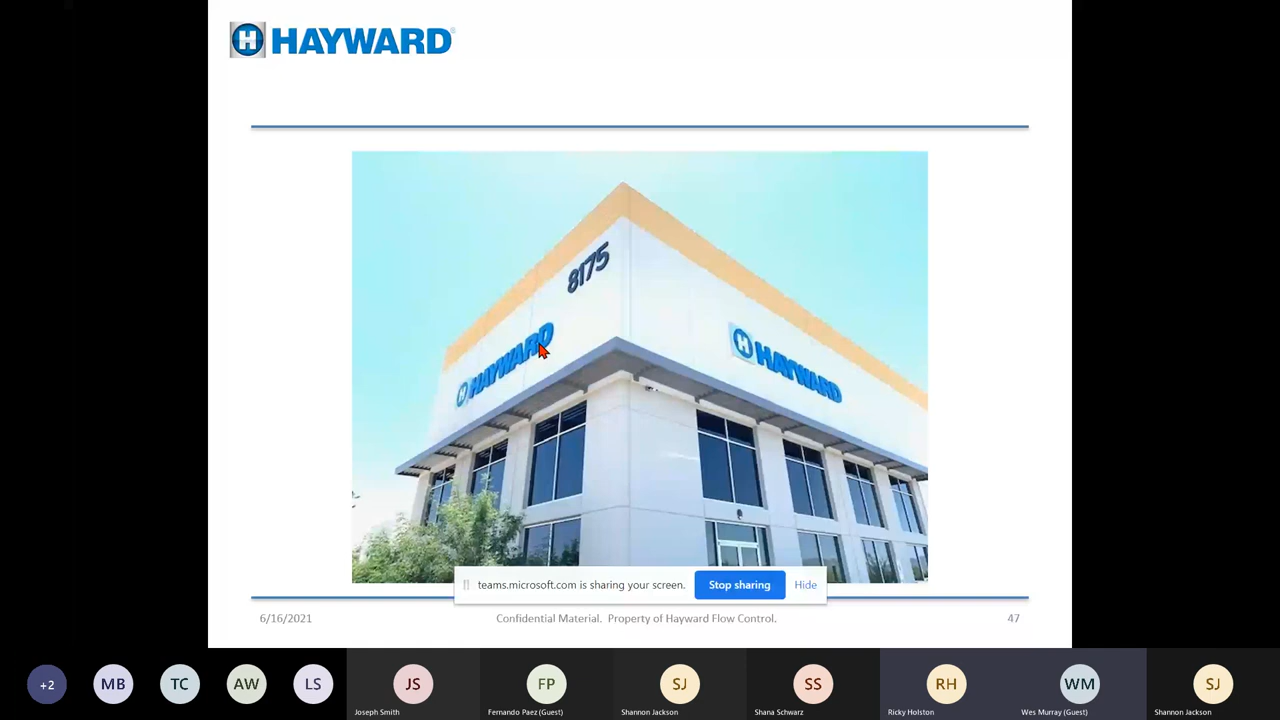 H HAYWARD®
8175
H HAYWARD
H HAYWARD
teams.microsoft.com is sharing your screen. Stop sharing Hide
6/16/2021 Confidential Material. Property of Hayward Flow Control. 47
+2 MB TC AW LS JS FP SJ SS RH WM SJ
Joseph Smith Fernando Paez (Guest) Shannon Jackson Shana Schwarz Ricky Holston Wes Murray (Guest) Shannon Jackson